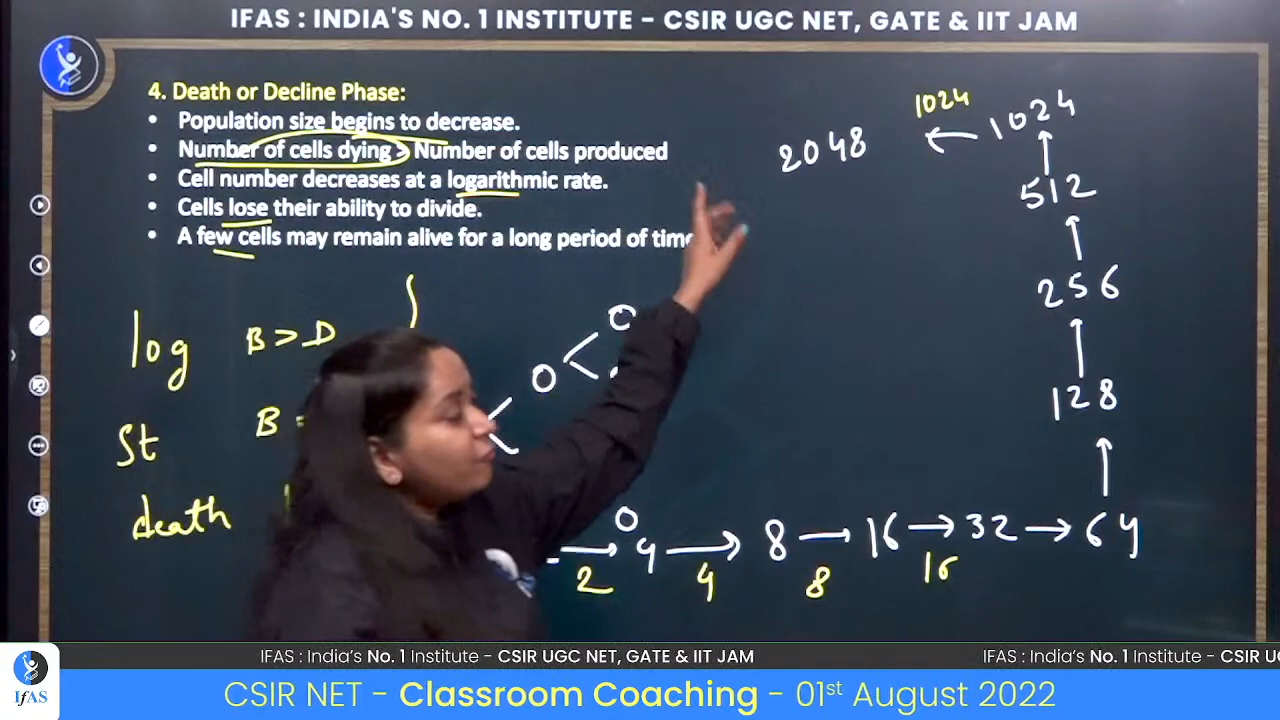 IFAS : INDIA'S NO. 1 INSTITUTE - CSIR UGC NET, GATE & IIT JAM
4. Death or Decline Phase:
• Population size begins to decrease.
• Number of cells dying > Number of cells produced
• Cell number decreases at a logarithmic rate.
• Cells lose their ability to divide.
• A few cells may remain alive for a long period of time
2048 ← 1024
1024
512
256
128
log B > D
St B =
death
→ 4 → 8 → 16 → 32 → 64
2 4 8 16
IFAS : India's No. 1 Institute - CSIR UGC NET, GATE & IIT JAM IFAS : India's No. 1 Institute - CSIR UG
IFAS
CSIR NET - Classroom Coaching - 01st August 2022